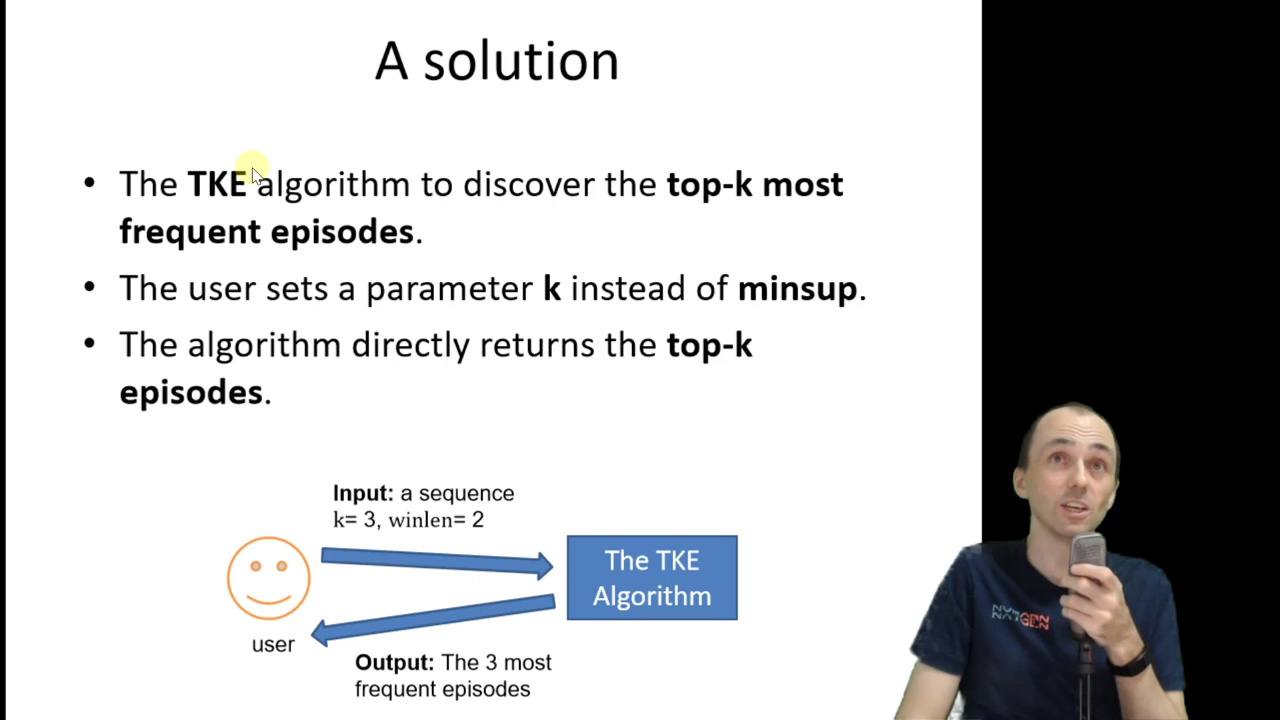 A solution
• The TKE algorithm to discover the top-k most
frequent episodes.
• The user sets a parameter k instead of minsup.
• The algorithm directly returns the top-k
episodes.
Input: a sequence
k= 3, winlen= 2
The TKE
Algorithm
user
Output: The 3 most
frequent episodes